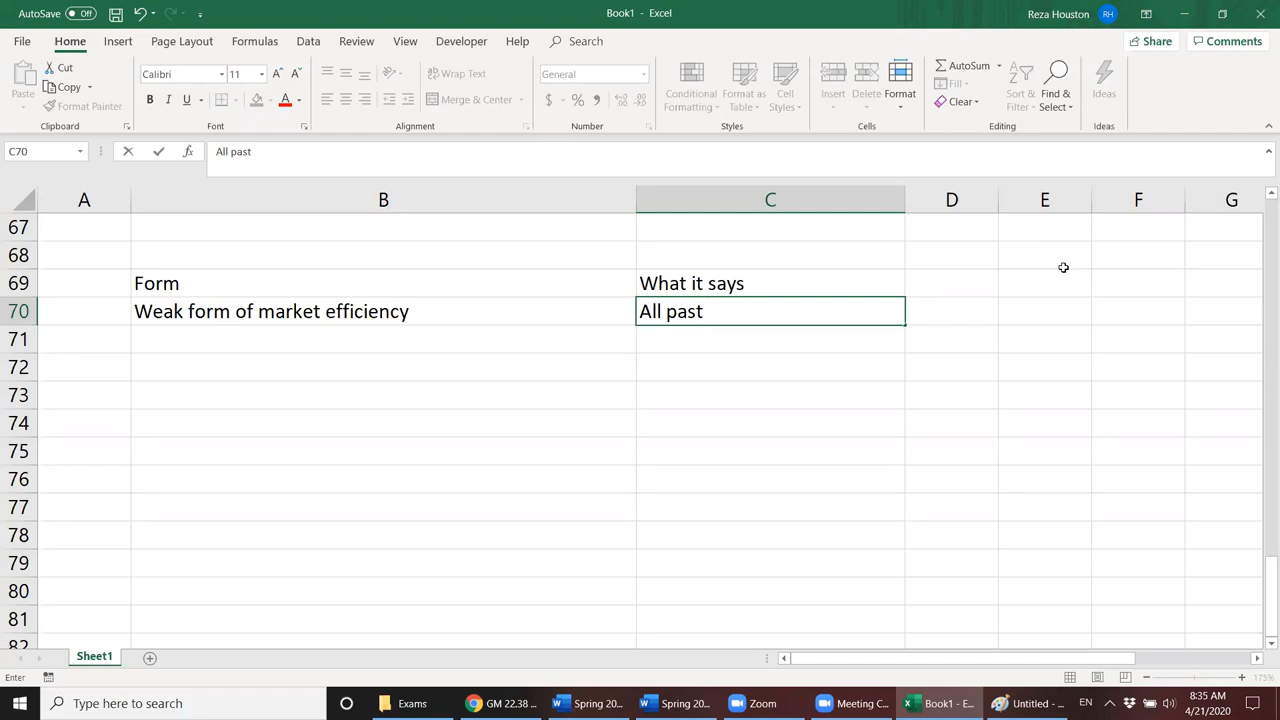 AutoSave Off Book1 - Excel Reza Houston RH
File Home Insert Page Layout Formulas Data Review View Developer Help Search Share Comments
Paste Cut Copy Format Painter Calibri 11 Wrap Text Merge & Center General Conditional Formatting Format as Table Cell Styles Insert Delete Format AutoSum Fill Clear Sort & Filter Find & Select Ideas
Clipboard Font Alignment Number Styles Cells Editing Ideas
C70 All past
A B C D E F G
67
68
69 Form What it says
70 Weak form of market efficiency All past
71
72
73
74
75
76
77
78
79
80
81
82
Sheet1
Enter 175%
Type here to search Exams GM 22.38 ... Spring 20... Spring 20... Zoom Meeting C... Book1 - E... Untitled - ... EN 8:35 AM
4/21/2020